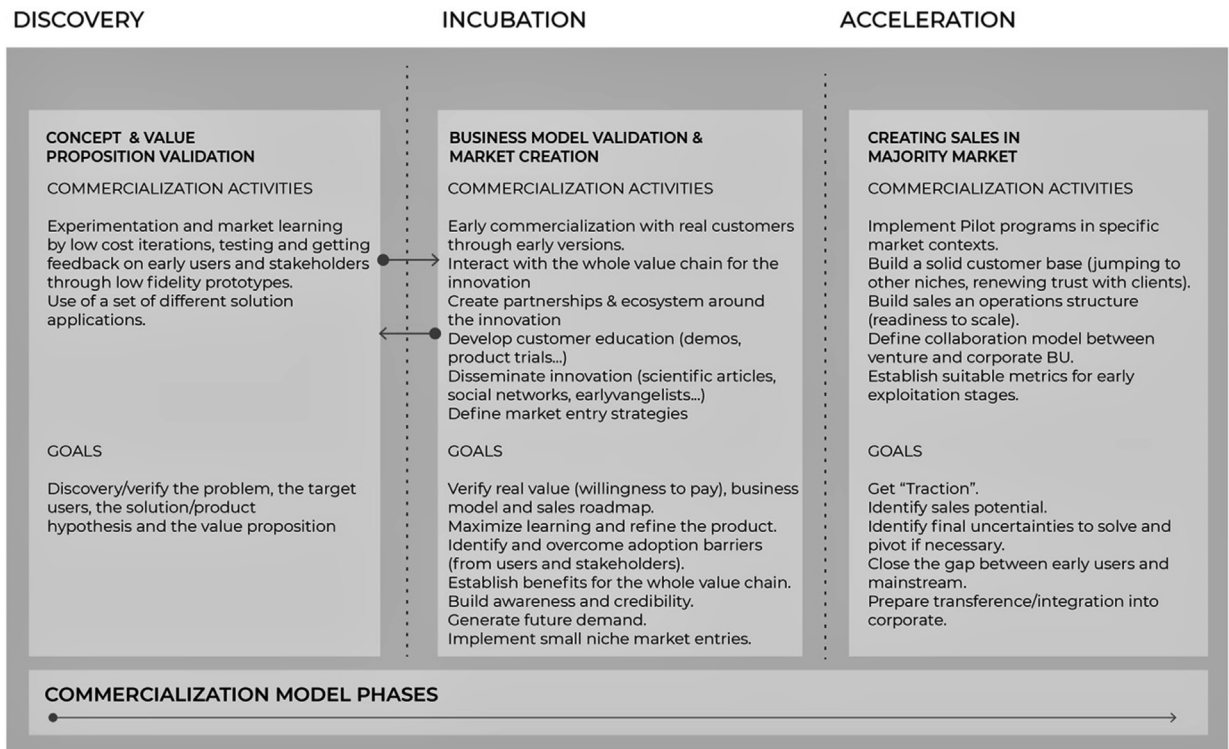 DISCOVERY
INCUBATION
ACCELERATION
CONCEPT & VALUE
PROPOSITION VALIDATION
COMMERCIALIZATION ACTIVITIES
Experimentation and market learning
by low cost iterations, testing and getting
feedback on early users and stakeholders
through low fidelity prototypes.
Use of a set of different solution
applications.
GOALS
Discovery/verify the problem, the target
users, the solution/product
hypothesis and the value proposition
BUSINESS MODEL VALIDATION &
MARKET CREATION
COMMERCIALIZATION ACTIVITIES
Early commercialization with real customers
through early versions.
Interact with the whole value chain for the
innovation
Create partnerships & ecosystem around
the innovation
Develop customer education (demos,
product trials...)
Disseminate innovation (scientific articles,
social networks, earlyvangelists...)
Define market entry strategies
GOALS
Verify real value (willingness to pay), business
model and sales roadmap.
Maximize learning and refine the product.
Identify and overcome adoption barriers
(from users and stakeholders).
Establish benefits for the whole value chain.
Build awareness and credibility.
Generate future demand.
Implement small niche market entries.
CREATING SALES IN
MAJORITY MARKET
COMMERCIALIZATION ACTIVITIES
Implement Pilot programs in specific
market contexts.
Build a solid customer base (jumping to
other niches, renewing trust with clients).
Build sales an operations structure
(readiness to scale).
Define collaboration model between
venture and corporate BU.
Establish suitable metrics for early
exploitation stages.
GOALS
Get “Traction”.
Identify sales potential.
Identify final uncertainties to solve and
pivot if necessary.
Close the gap between early users and
mainstream.
Prepare transference/integration into
corporate.
COMMERCIALIZATION MODEL PHASES